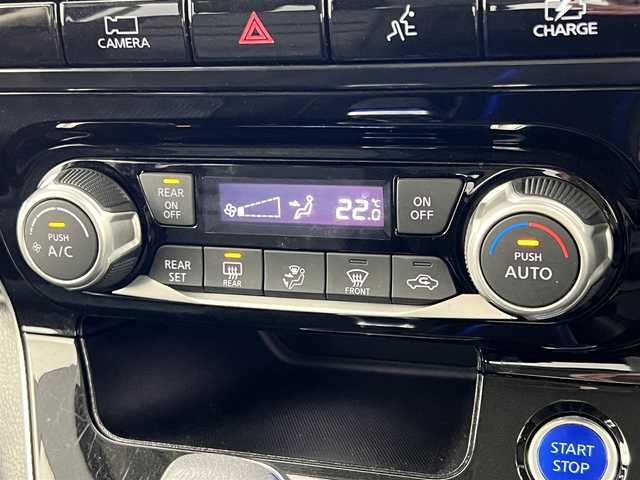 CAMERA
CHARGE
REAR
ON
OFF
22.0
°C
ON
OFF
PUSH
A/C
PUSH
AUTO
REAR
SET
REAR
FRONT
START
STOP